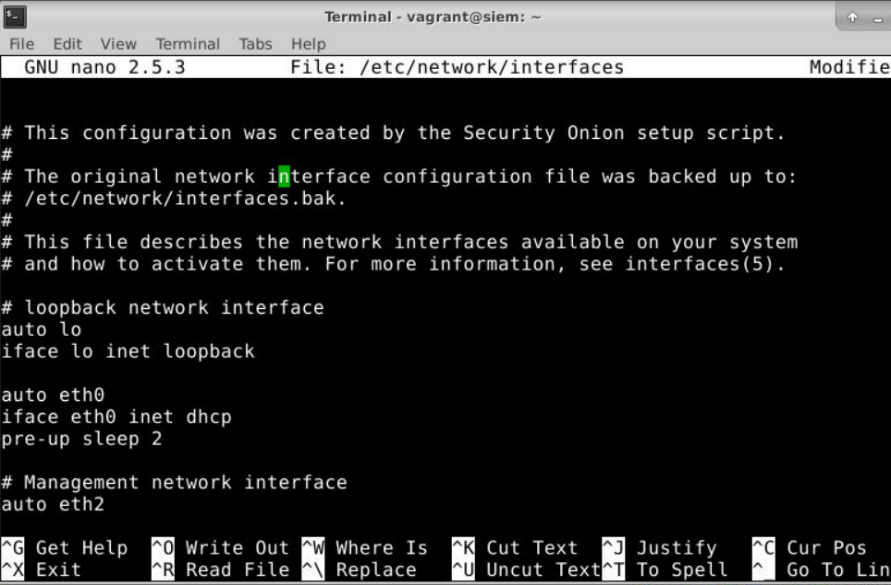 Terminal - vagrant@siem: ~
File Edit View Terminal Tabs Help
GNU nano 2.5.3 File: /etc/network/interfaces Modifie
# This configuration was created by the Security Onion setup script.
#
# The original network interface configuration file was backed up to:
# /etc/network/interfaces.bak.
#
# This file describes the network interfaces available on your system
# and how to activate them. For more information, see interfaces(5).
# loopback network interface
auto lo
iface lo inet loopback
auto eth0
iface eth0 inet dhcp
pre-up sleep 2
# Management network interface
auto eth2
^G Get Help ^O Write Out ^W Where Is ^K Cut Text ^J Justify ^C Cur Pos
^X Exit ^R Read File ^\ Replace ^U Uncut Text ^T To Spell ^ Go To Lin